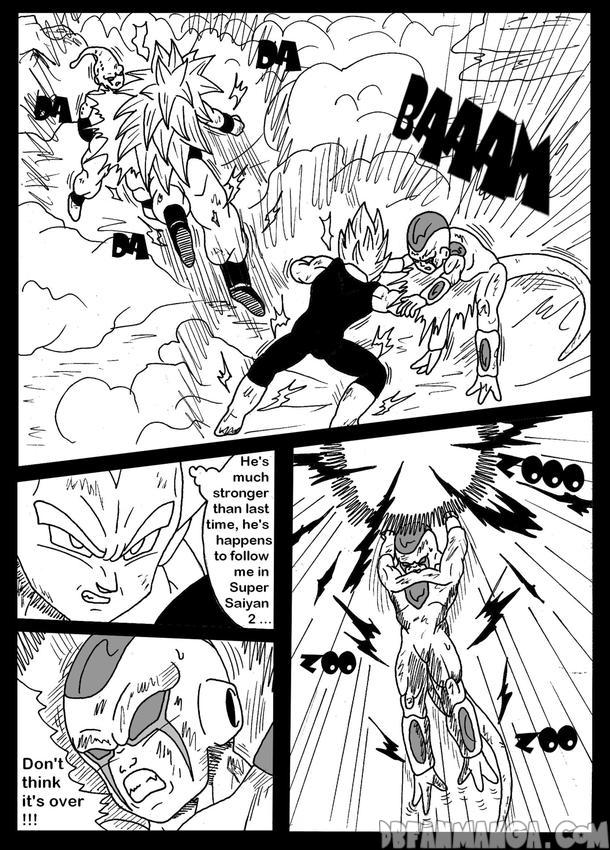 DA
DA
DA
BAAAM
He's
much
stronger
than last
time, he's
happens
to follow
me in
Super
Saiyan
2 ...
ZOOO
ZOO
ZOO
Don't
think
it's over
!!!
DBFANMANGA.COM